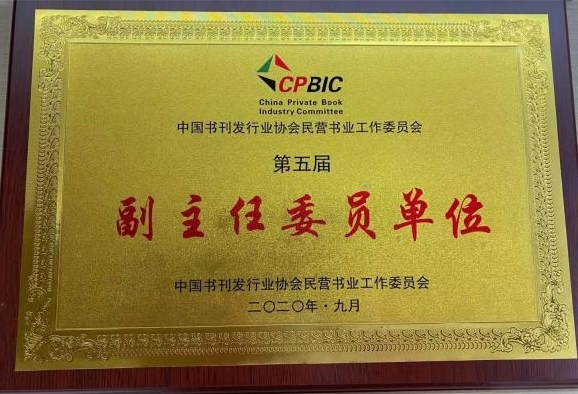 CPBIC
China Private Book
Industry Committee
中国书刊发行业协会民营书业工作委员会
第五届
副主任委员单位
中国书刊发行业协会民营书业工作委员会
二〇二〇年·九月